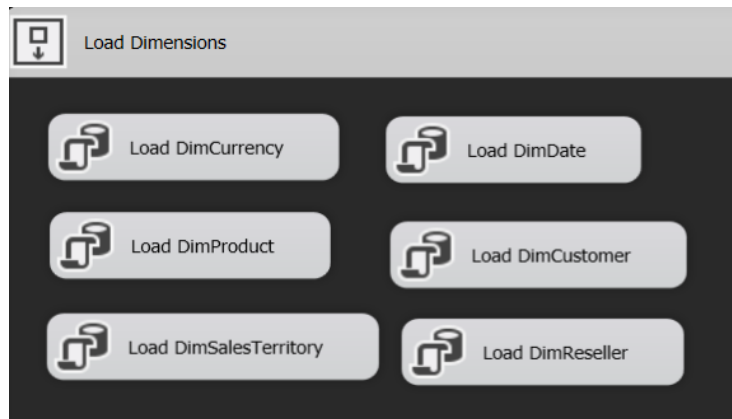 Load Dimensions
Load DimCurrency
Load DimDate
Load DimProduct
Load DimCustomer
Load DimSalesTerritory
Load DimReseller